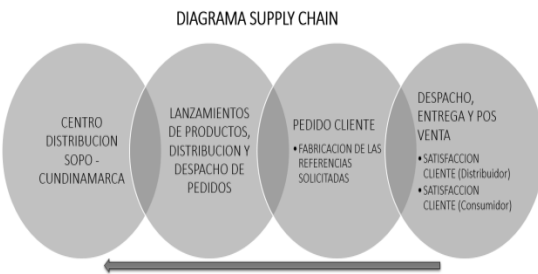 DIAGRAMA SUPPLY CHAIN
CENTRO
DISTRIBUCION
SOPO -
CUNDINAMARCA
LANZAMIENTOS
DE PRODUCTOS,
DISTRIBUCION Y
DESPACHO DE
PEDIDOS
PEDIDO CLIENTE
•FABRICACION DE LAS
REFERENCIAS
SOLICITADAS
DESPACHO,
ENTREGA Y POS
VENTA
•SATISFACCION
CLIENTE (Distribuidor)
•SATISFACCION
CLIENTE (Consumidor)